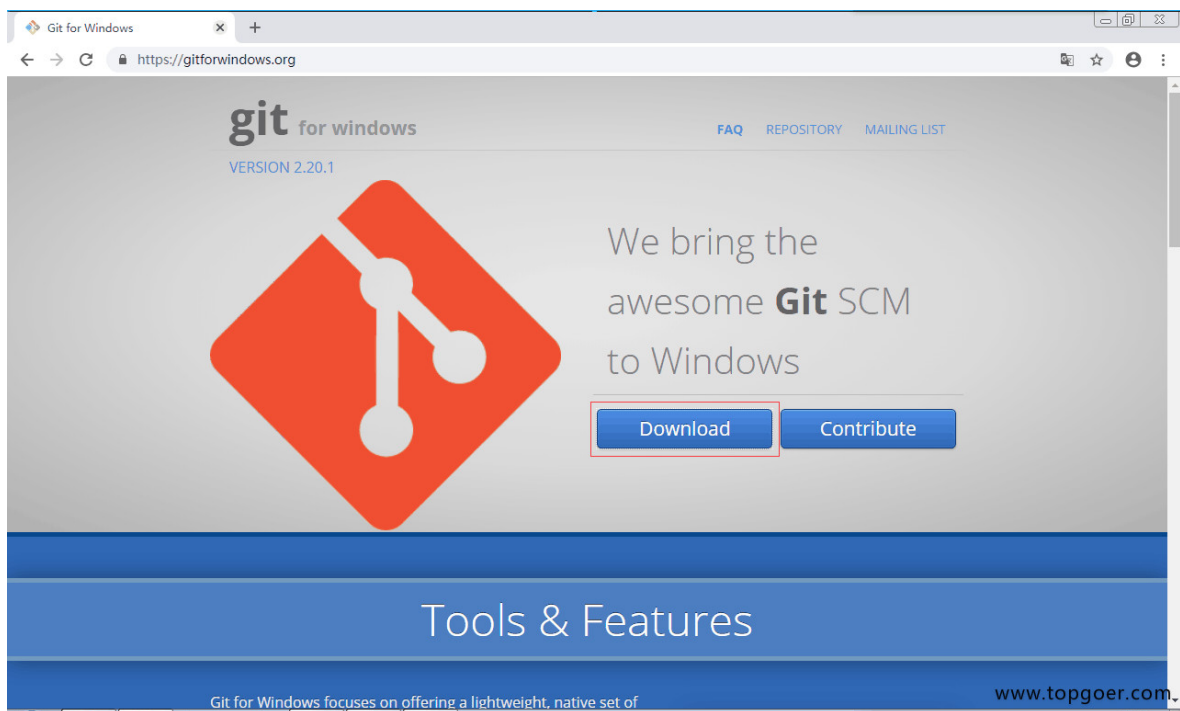 Git for Windows
https://gitforwindows.org
git for windows
FAQ REPOSITORY MAILING LIST
VERSION 2.20.1
We bring the
awesome Git SCM
to Windows
Download Contribute
Tools & Features
Git for Windows focuses on offering a lightweight, native set of
www.topgoer.com